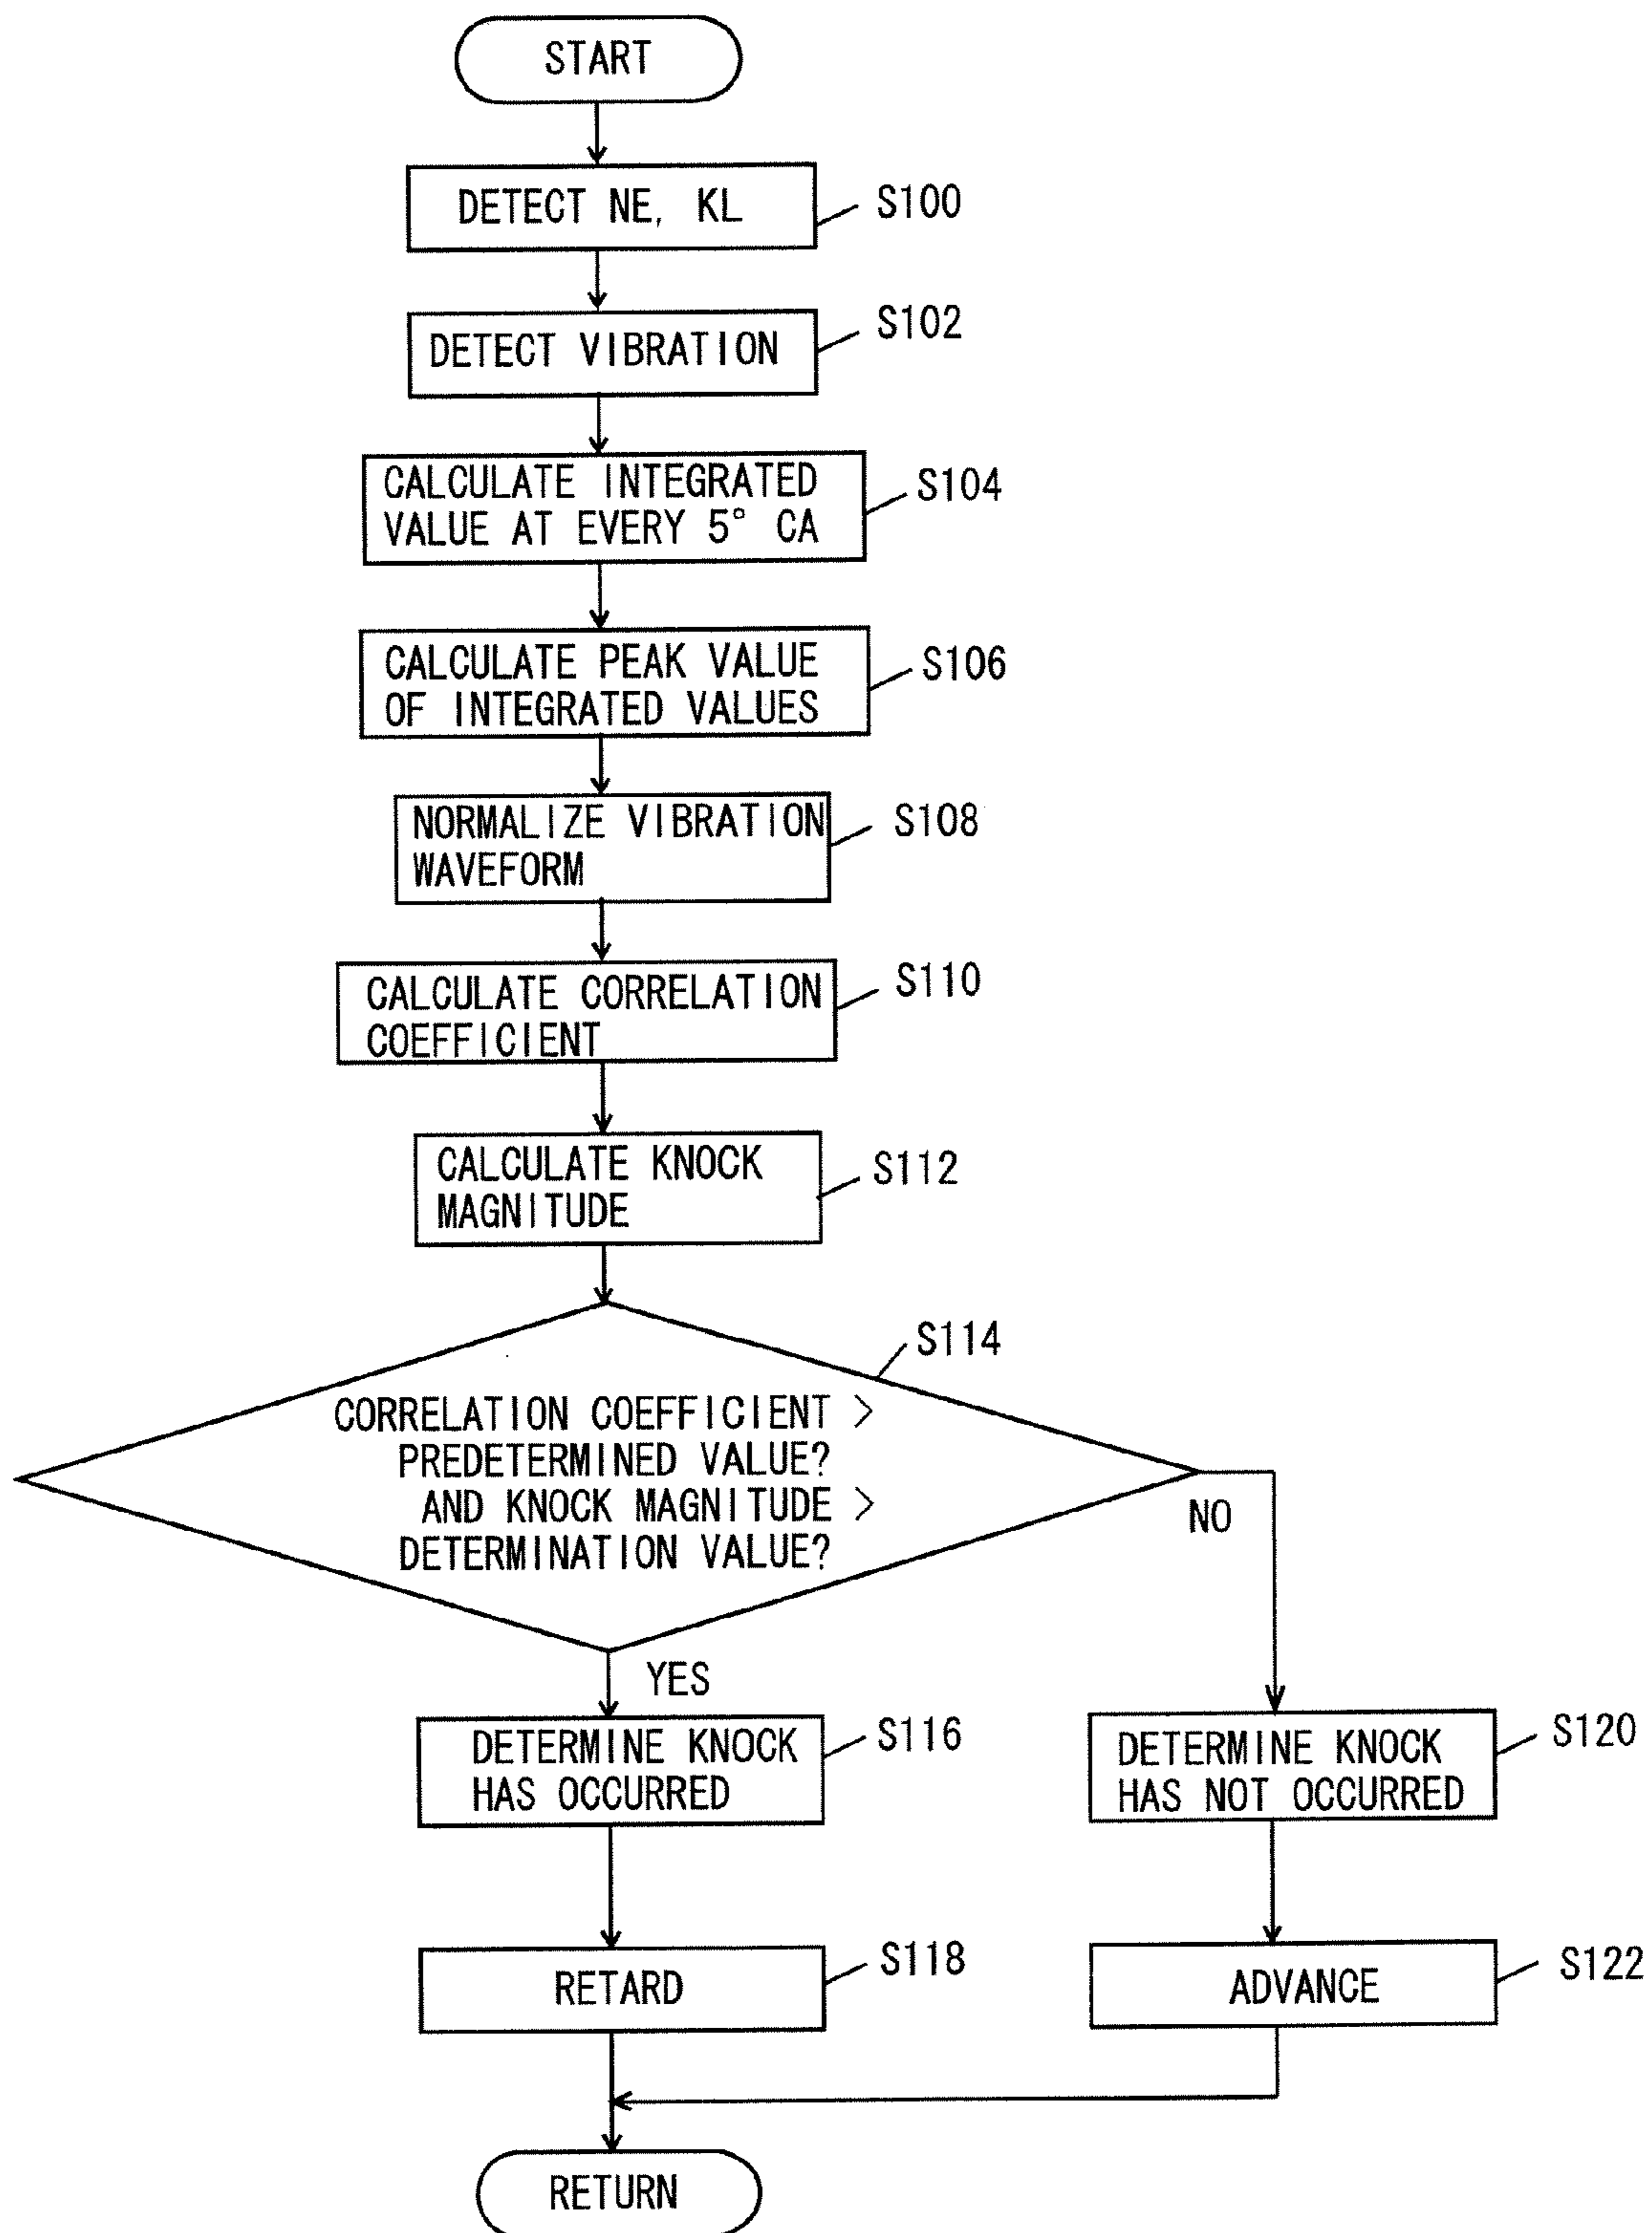 START
DETECT NE, KL
S100
DETECT VIBRATION
S102
CALCULATE INTEGRATED
VALUE AT EVERY 5° CA
S104
CALCULATE PEAK VALUE
OF INTEGRATED VALUES
S106
NORMALIZE VIBRATION
WAVEFORM
S108
CALCULATE CORRELATION
COEFFICIENT
S110
CALCULATE KNOCK
MAGNITUDE
S112
S114
CORRELATION COEFFICIENT >
PREDETERMINED VALUE?
AND KNOCK MAGNITUDE >
DETERMINATION VALUE?
NO
YES
DETERMINE KNOCK
HAS OCCURRED
S116
DETERMINE KNOCK
HAS NOT OCCURRED
S120
RETARD
S118
ADVANCE
S122
RETURN